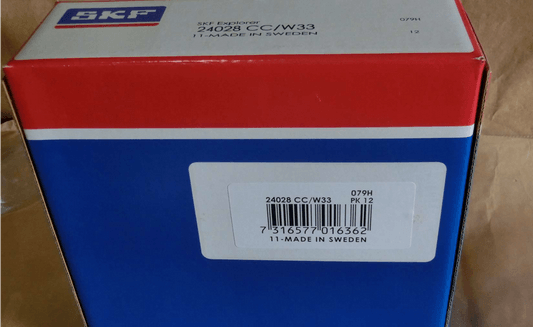 SKF
SKF Explorer
24028 CC/W33
11-MADE IN SWEDEN
079H
12
079H
24028 CC/W33 PK 12
7 316577 016362
11-MADE IN SWEDEN